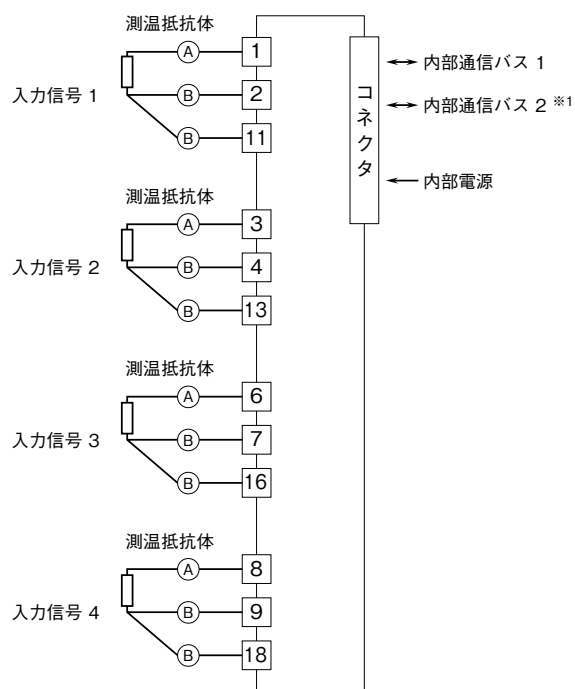 測温抵抗体
入力信号 1
A
1
B
2
B
11
測温抵抗体
入力信号 2
A
3
B
4
B
13
測温抵抗体
入力信号 3
A
6
B
7
B
16
測温抵抗体
入力信号 4
A
8
B
9
B
18
コネクタ
内部通信バス 1
内部通信バス 2 ※1
内部電源